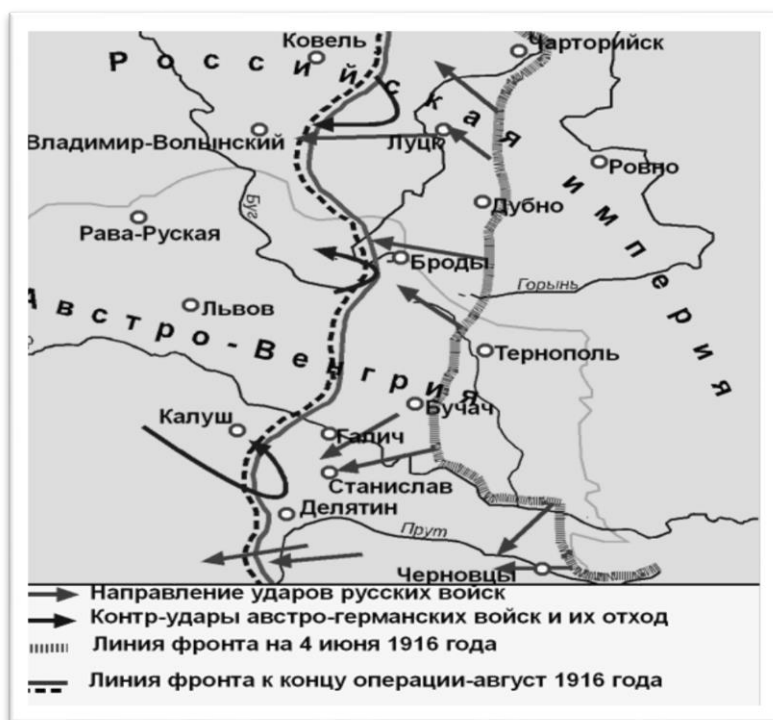 Ковель
Чарторийск
Российская империя
Владимир-Волынский
Луцк
Ровно
Дубно
Буг
Рава-Руская
Броды
Горынь
Львов
Австро-Венгрия
Тернополь
Бучач
Калуш
Галич
Станислав
Делятин
Прут
Черновцы
Направление ударов русских войск
Контр-удары австро-германских войск и их отход
Линия фронта на 4 июня 1916 года
Линия фронта к концу операции-август 1916 года